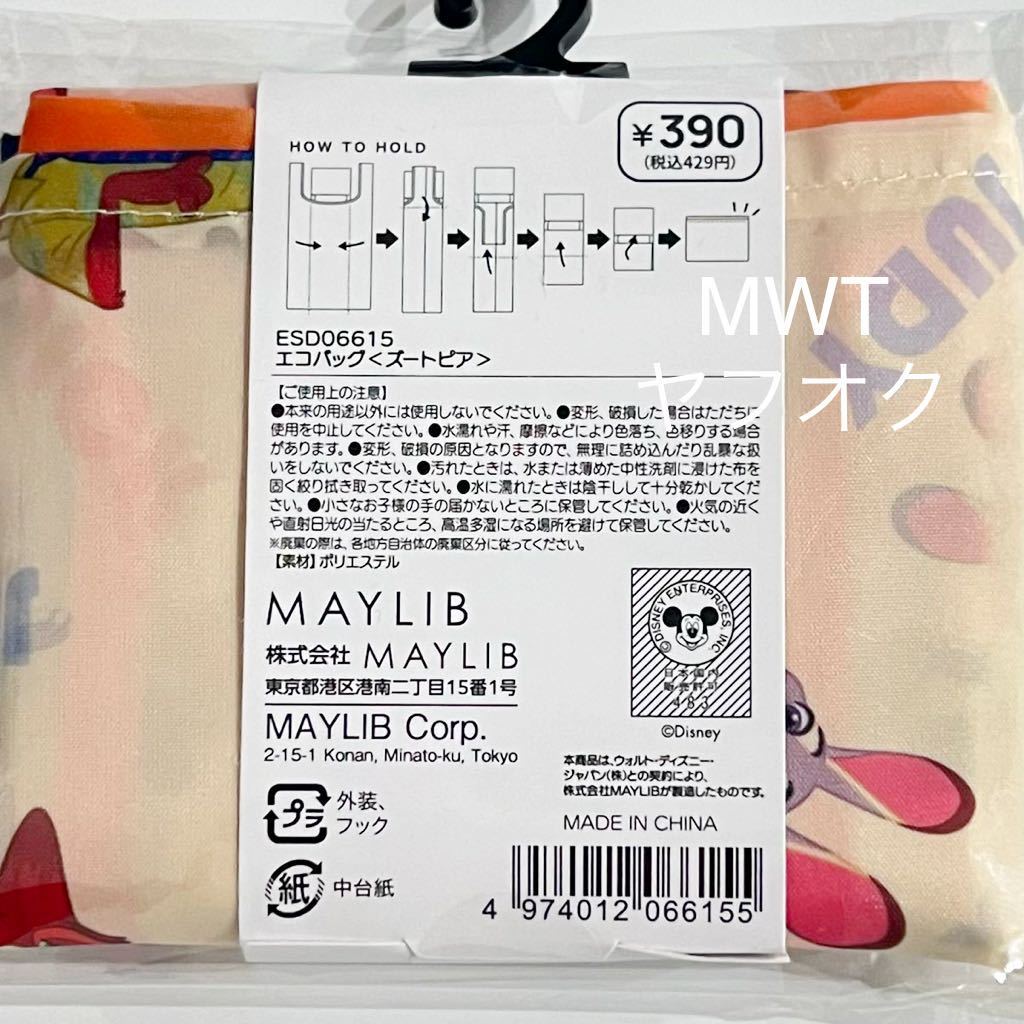 HOW TO HOLD
¥390
(税込429円)
ESD06615
エコバッグ<ズートピア>
MWT
ヤフオク
【ご使用上の注意】
●本来の用途以外には使用しないでください。●変形、破損した場合はただちに
使用を中止してください。●水濡れや汗、摩擦などにより色落ち、色移りする場合
があります。●変形、破損の原因となりますので、無理に詰め込んだり乱暴な扱
いをしないでください。●汚れたときは、水または薄めた中性洗剤に浸けた布を
固く絞り拭き取ってください。●水に濡れたときは陰干しして十分乾かしてくだ
さい。●小さなお子様の手の届かないところに保管してください。●火気の近く
や直射日光の当たるところ、高温多湿になる場所を避けて保管してください。
※廃棄の際は、各地方自治体の廃棄区分に従ってください。
【素材】ポリエステル
MAYLIB
株式会社 MAYLIB
東京都港区港南二丁目15番1号
MAYLIB Corp.
2-15-1 Konan, Minato-ku, Tokyo
©DISNEY ENTERPRISES, INC.
日本国内
販売許可
483
©Disney
本商品は、ウォルト・ディズニー・
ジャパン(株)との契約により、
株式会社MAYLIBが製造したものです。
MADE IN CHINA
プラ
外装、
フック
紙
中台紙
4 974012 066155